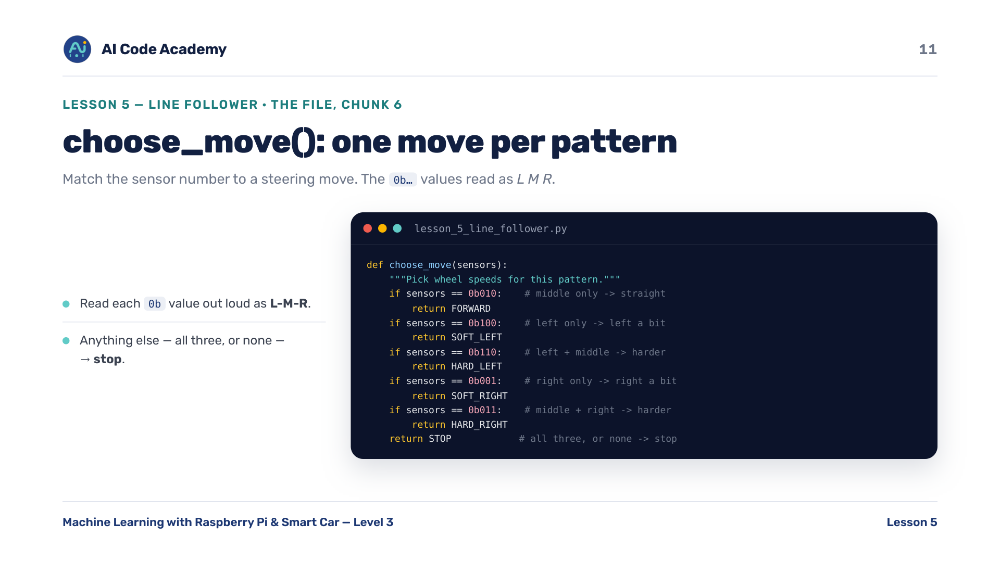 AI Code Academy
11
LESSON 5 — LINE FOLLOWER • THE FILE, CHUNK 6
choose_move(): one move per pattern
Match the sensor number to a steering move. The 0b… values read as L M R.
Read each 0b value out loud as L-M-R.
Anything else — all three, or none —
→ stop.
lesson_5_line_follower.py
def choose_move(sensors):
    """Pick wheel speeds for this pattern."""
    if sensors == 0b010:    # middle only -> straight
        return FORWARD
    if sensors == 0b100:    # left only -> left a bit
        return SOFT_LEFT
    if sensors == 0b110:    # left + middle -> harder
        return HARD_LEFT
    if sensors == 0b001:    # right only -> right a bit
        return SOFT_RIGHT
    if sensors == 0b011:    # middle + right -> harder
        return HARD_RIGHT
    return STOP            # all three, or none -> stop
Machine Learning with Raspberry Pi & Smart Car — Level 3
Lesson 5